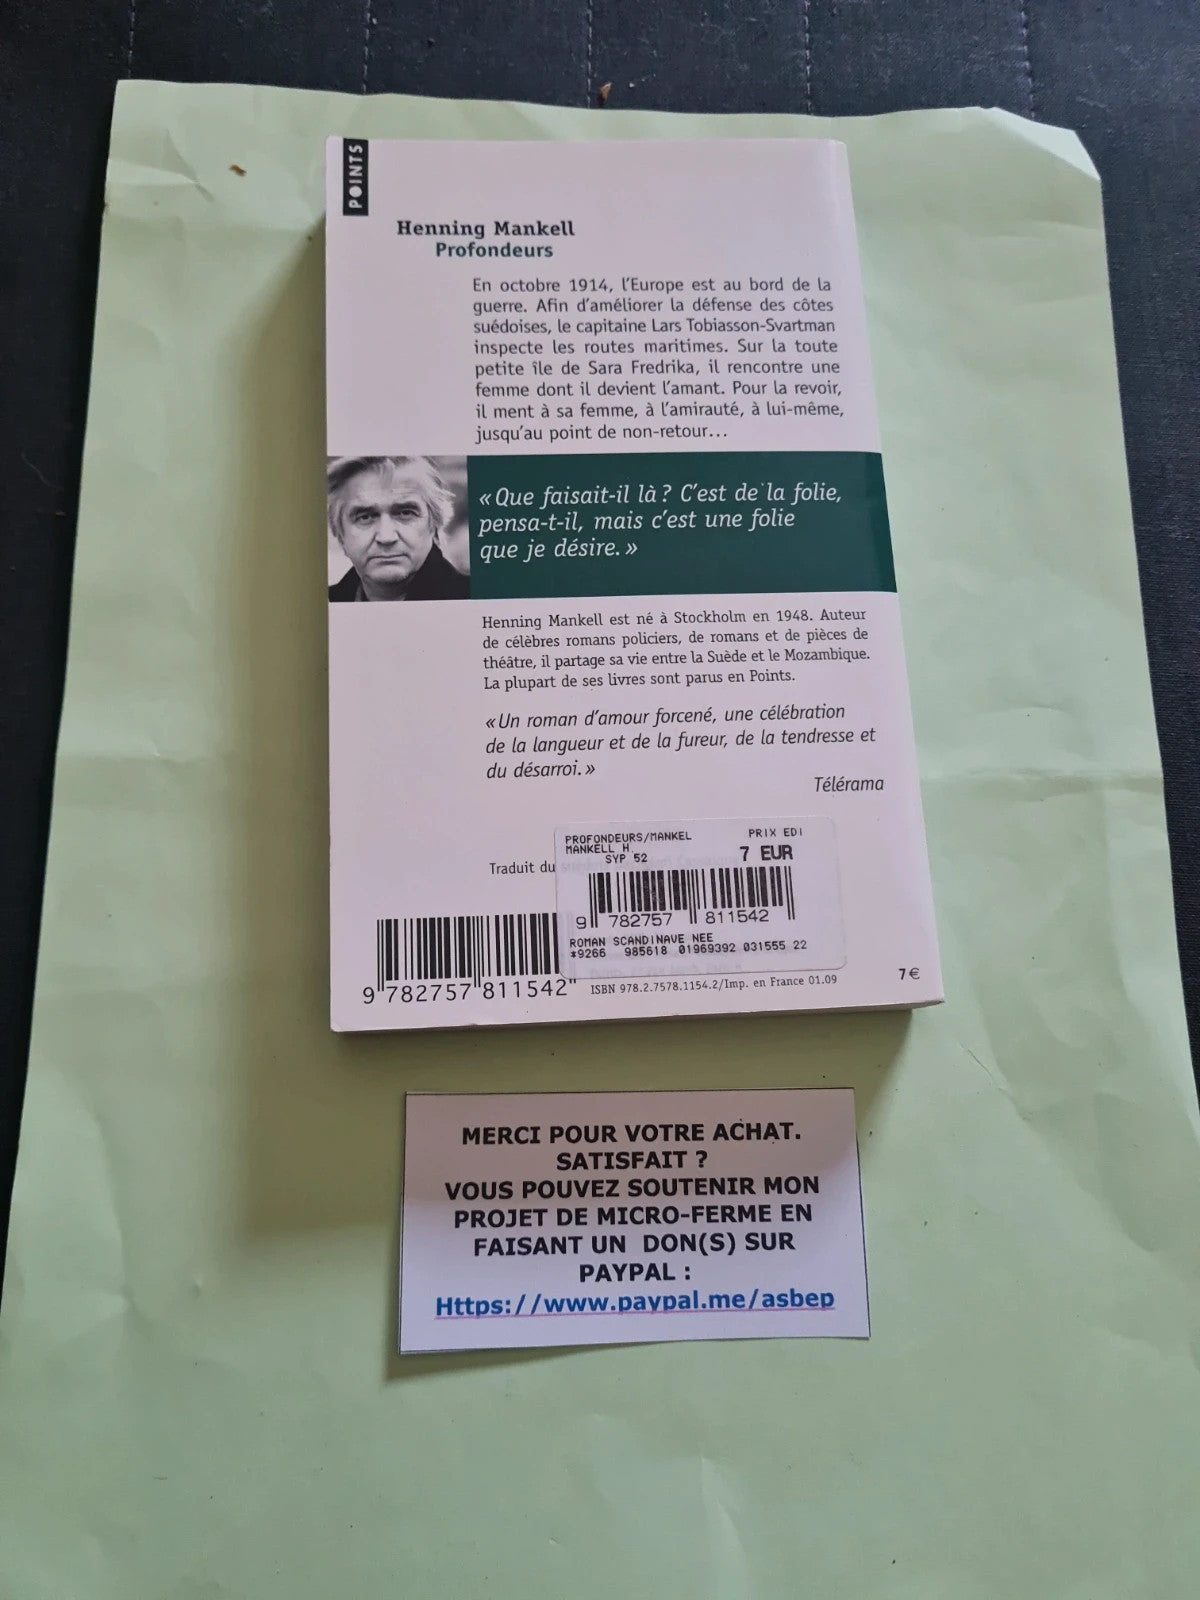 POINTS
Henning Mankell
Profondeurs
En octobre 1914, l'Europe est au bord de la
guerre. Afin d'améliorer la défense des côtes
suédoises, le capitaine Lars Tobiasson-Svartman
inspecte les routes maritimes. Sur la toute
petite île de Sara Fredrika, il rencontre une
femme dont il devient l'amant. Pour la revoir,
il ment à sa femme, à l'amirauté, à lui-même,
jusqu'au point de non-retour...
« Que faisait-il là ? C'est de la folie,
pensa-t-il, mais c'est une folie
que je désire. »
Henning Mankell est né à Stockholm en 1948. Auteur
de célèbres romans policiers, de romans et de pièces de
théâtre, il partage sa vie entre la Suède et le Mozambique.
La plupart de ses livres sont parus en Points.
« Un roman d'amour forcené, une célébration
de la langueur et de la fureur, de la tendresse et
du désarroi. »
Télérama
Traduit du
PROFONDEURS/MANKEL PRIX EDI
MANKELL H.
SYP 52 7 EUR
9 782757 811542
ROMAN SCANDINAVE NEE
*9266 985618 01969392 031555 22
9 782757 811542
ISBN 978.2.7578.1154.2/Imp. en France 01.09
7 €
MERCI POUR VOTRE ACHAT.
SATISFAIT ?
VOUS POUVEZ SOUTENIR MON
PROJET DE MICRO-FERME EN
FAISANT UN DON(S) SUR
PAYPAL :
Https://www.paypal.me/asbep